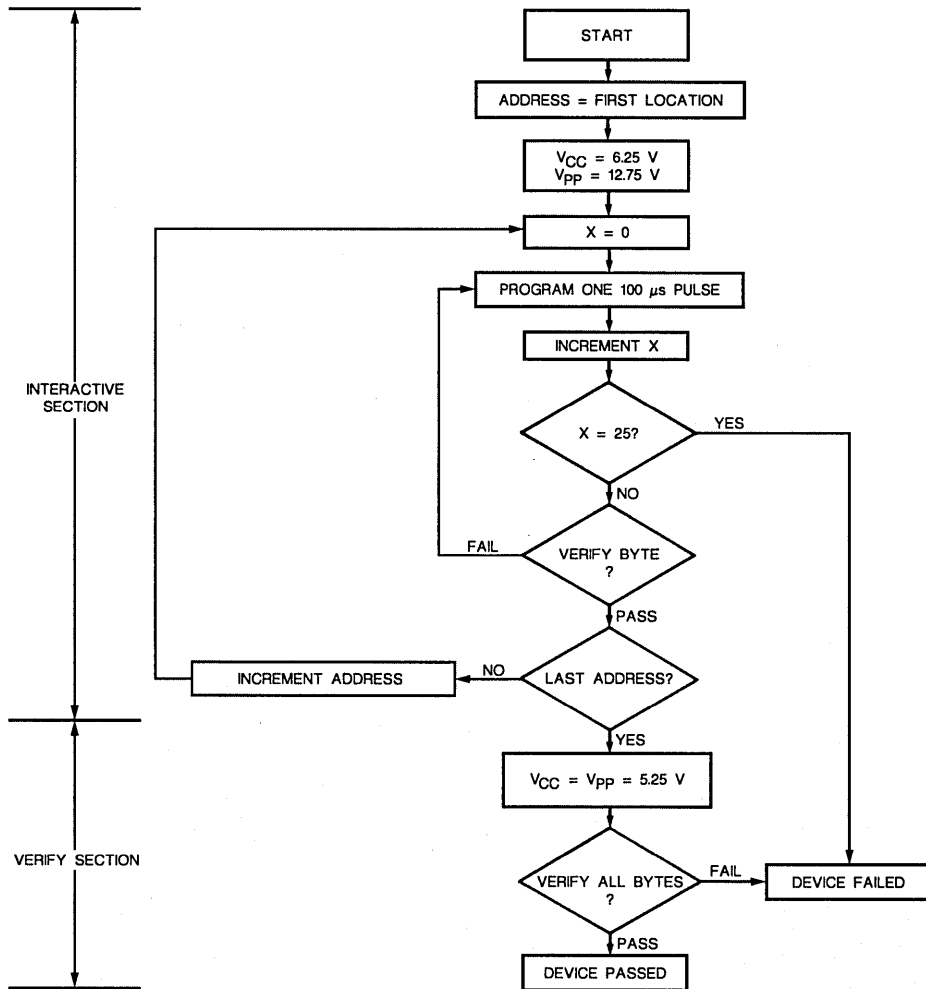 START
ADDRESS = FIRST LOCATION
VCC = 6.25 V
VPP = 12.75 V
X = 0
PROGRAM ONE 100 µs PULSE
INCREMENT X
INTERACTIVE
SECTION
X = 25?
YES
NO
FAIL
VERIFY BYTE
?
PASS
INCREMENT ADDRESS
NO
LAST ADDRESS?
YES
VCC = VPP = 5.25 V
VERIFY SECTION
VERIFY ALL BYTES
?
FAIL
DEVICE FAILED
PASS
DEVICE PASSED